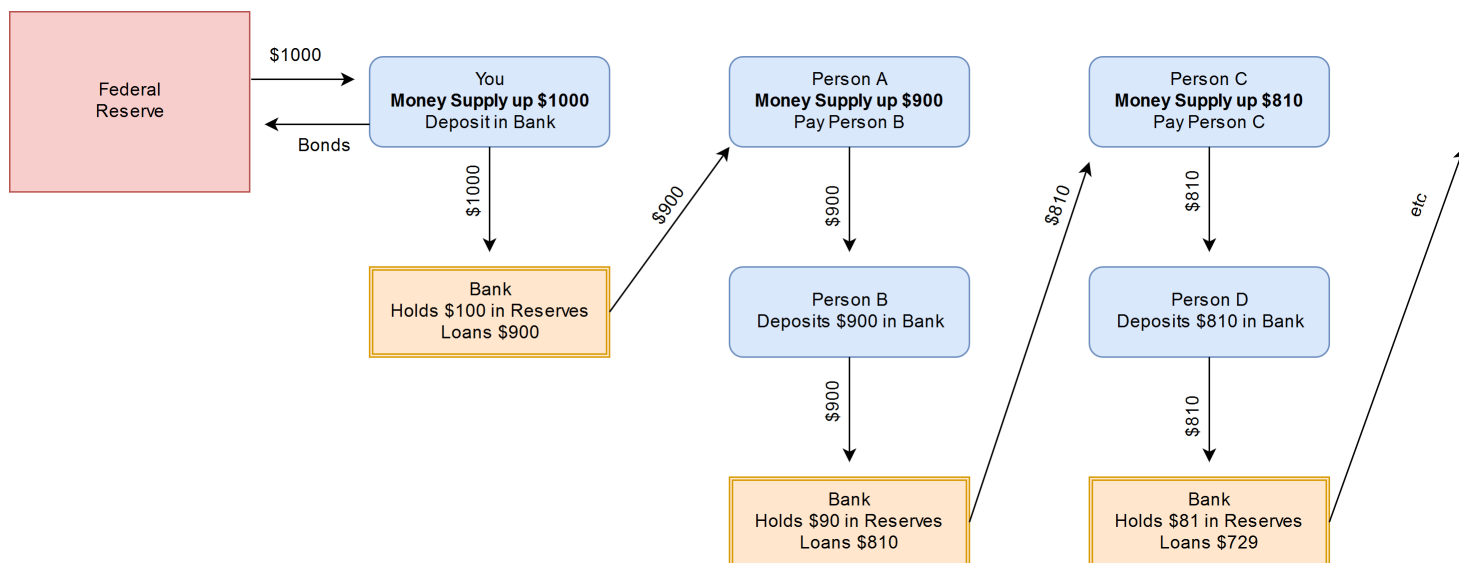 Federal
Reserve
$1000
Bonds
You
Money Supply up $1000
Deposit in Bank
$1000
Bank
Holds $100 in Reserves
Loans $900
$900
Person A
Money Supply up $900
Pay Person B
$900
Person B
Deposits $900 in Bank
$900
Bank
Holds $90 in Reserves
Loans $810
$810
Person C
Money Supply up $810
Pay Person C
$810
Person D
Deposits $810 in Bank
$810
Bank
Holds $81 in Reserves
Loans $729
etc